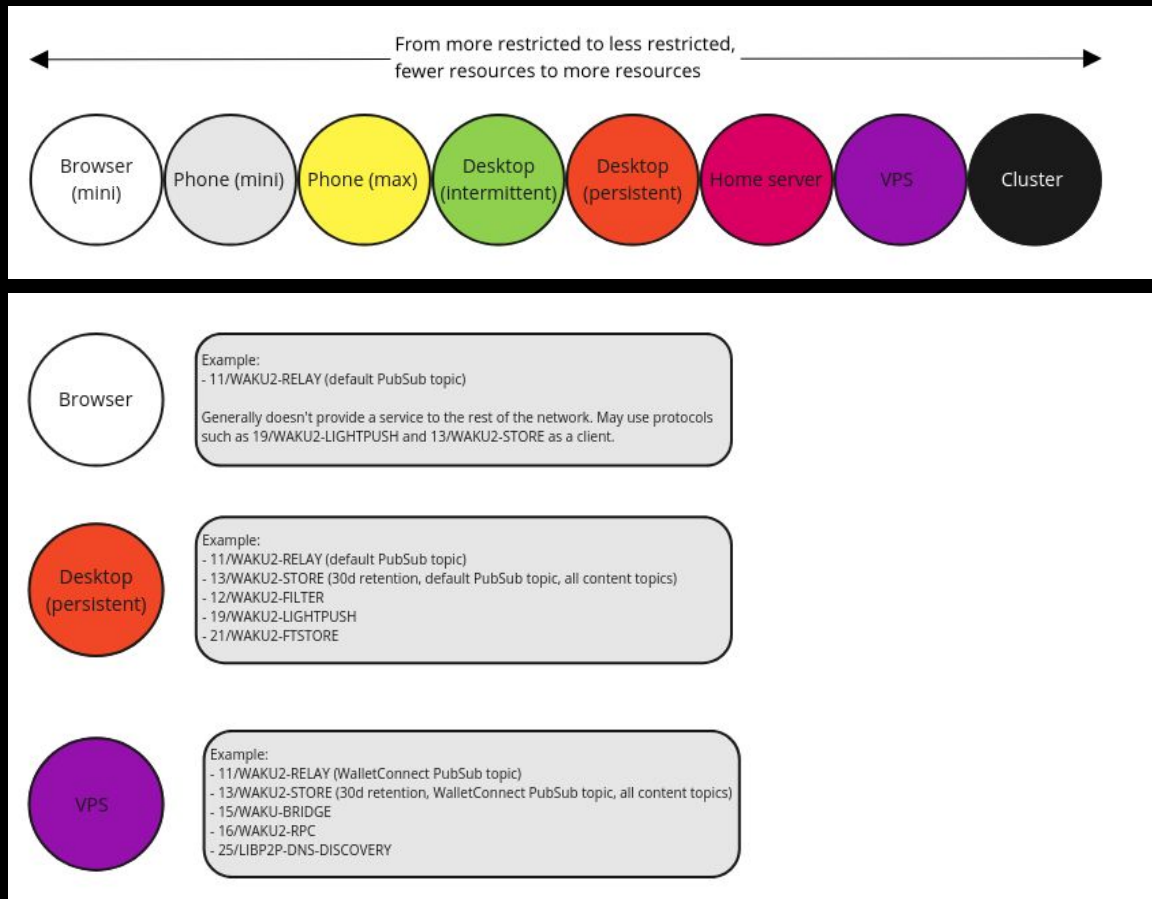 From more restricted to less restricted,
fewer resources to more resources
Browser
(mini)
Phone (mini)
Phone (max)
Desktop
(intermittent)
Desktop
(persistent)
Home server
VPS
Cluster
Browser
Example:
- 11/WAKU2-RELAY (default PubSub topic)
Generally doesn't provide a service to the rest of the network. May use protocols
such as 19/WAKU2-LIGHTPUSH and 13/WAKU2-STORE as a client.
Desktop
(persistent)
Example:
- 11/WAKU2-RELAY (default PubSub topic)
- 13/WAKU2-STORE (30d retention, default PubSub topic, all content topics)
- 12/WAKU2-FILTER
- 19/WAKU2-LIGHTPUSH
- 21/WAKU2-FTSTORE
VPS
Example:
- 11/WAKU2-RELAY (WalletConnect PubSub topic)
- 13/WAKU2-STORE (30d retention, WalletConnect PubSub topic, all content topics)
- 15/WAKU-BRIDGE
- 16/WAKU2-RPC
- 25/LIBP2P-DNS-DISCOVERY